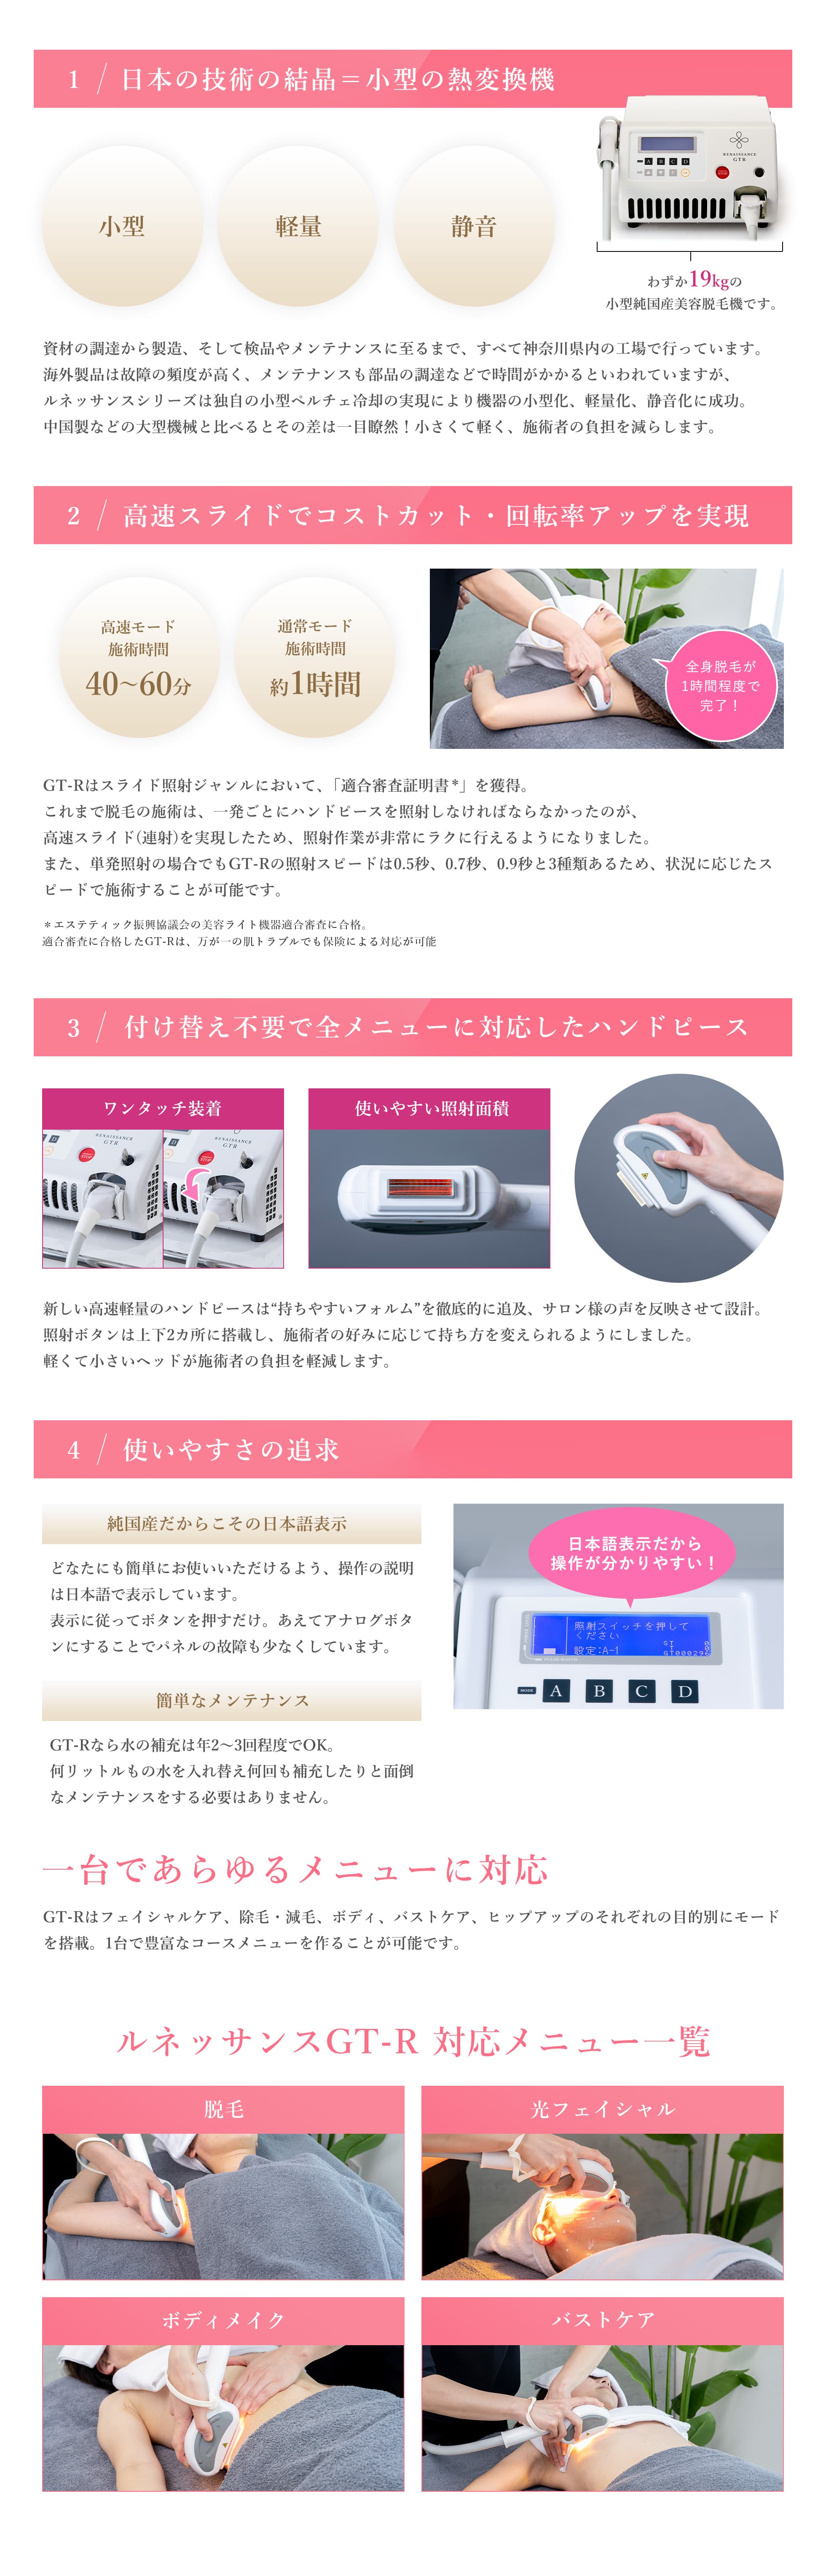 1 / 日本の技術の結晶＝小型の熱変換機
小型
軽量
静音
RENAISSANCE
GTR
A B C D
わずか19kgの
小型純国産美容脱毛機です。
資材の調達から製造、そして検品やメンテナンスに至るまで、すべて神奈川県内の工場で行っています。
海外製品は故障の頻度が高く、メンテナンスも部品の調達などで時間がかかるといわれていますが、
ルネッサンスシリーズは独自の小型ペルチェ冷却の実現により機器の小型化、軽量化、静音化に成功。
中国製などの大型機械と比べるとその差は一目瞭然！小さくて軽く、施術者の負担を減らします。
2 / 高速スライドでコストカット・回転率アップを実現
高速モード
施術時間
40〜60分
通常モード
施術時間
約1時間
全身脱毛が
1時間程度で
完了！
GT-Rはスライド照射ジャンルにおいて、「適合審査証明書*」を獲得。
これまで脱毛の施術は、一発ごとにハンドピースを照射しなければならなかったのが、
高速スライド(連射)を実現したため、照射作業が非常にラクに行えるようになりました。
また、単発照射の場合でもGT-Rの照射スピードは0.5秒、0.7秒、0.9秒と3種類あるため、状況に応じたス
ピードで施術することが可能です。
＊エステティック振興協議会の美容ライト機器適合審査に合格。
適合審査に合格したGT-Rは、万が一の肌トラブルでも保険による対応が可能
3 / 付け替え不要で全メニューに対応したハンドピース
ワンタッチ装着
RENAISSANCE
GTR
RENAISSANCE
GTR
使いやすい照射面積
新しい高速軽量のハンドピースは“持ちやすいフォルム”を徹底的に追及、サロン様の声を反映させて設計。
照射ボタンは上下2カ所に搭載し、施術者の好みに応じて持ち方を変えられるようにしました。
軽くて小さいヘッドが施術者の負担を軽減します。
4 / 使いやすさの追求
純国産だからこその日本語表示
どなたにも簡単にお使いいただけるよう、操作の説明
は日本語で表示しています。
表示に従ってボタンを押すだけ。あえてアナログボタ
ンにすることでパネルの故障も少なくしています。
日本語表示だから
操作が分かりやすい！
照射スイッチを押して
ください
設定:A-1
MODE A B C D
簡単なメンテナンス
GT-Rなら水の補充は年2〜3回程度でOK。
何リットルもの水を入れ替え何回も補充したりと面倒
なメンテナンスをする必要はありません。
一台であらゆるメニューに対応
GT-Rはフェイシャルケア、除毛・減毛、ボディ、バストケア、ヒップアップのそれぞれの目的別にモード
を搭載。1台で豊富なコースメニューを作ることが可能です。
ルネッサンスGT-R 対応メニュー一覧
脱毛
光フェイシャル
ボディメイク
バストケア